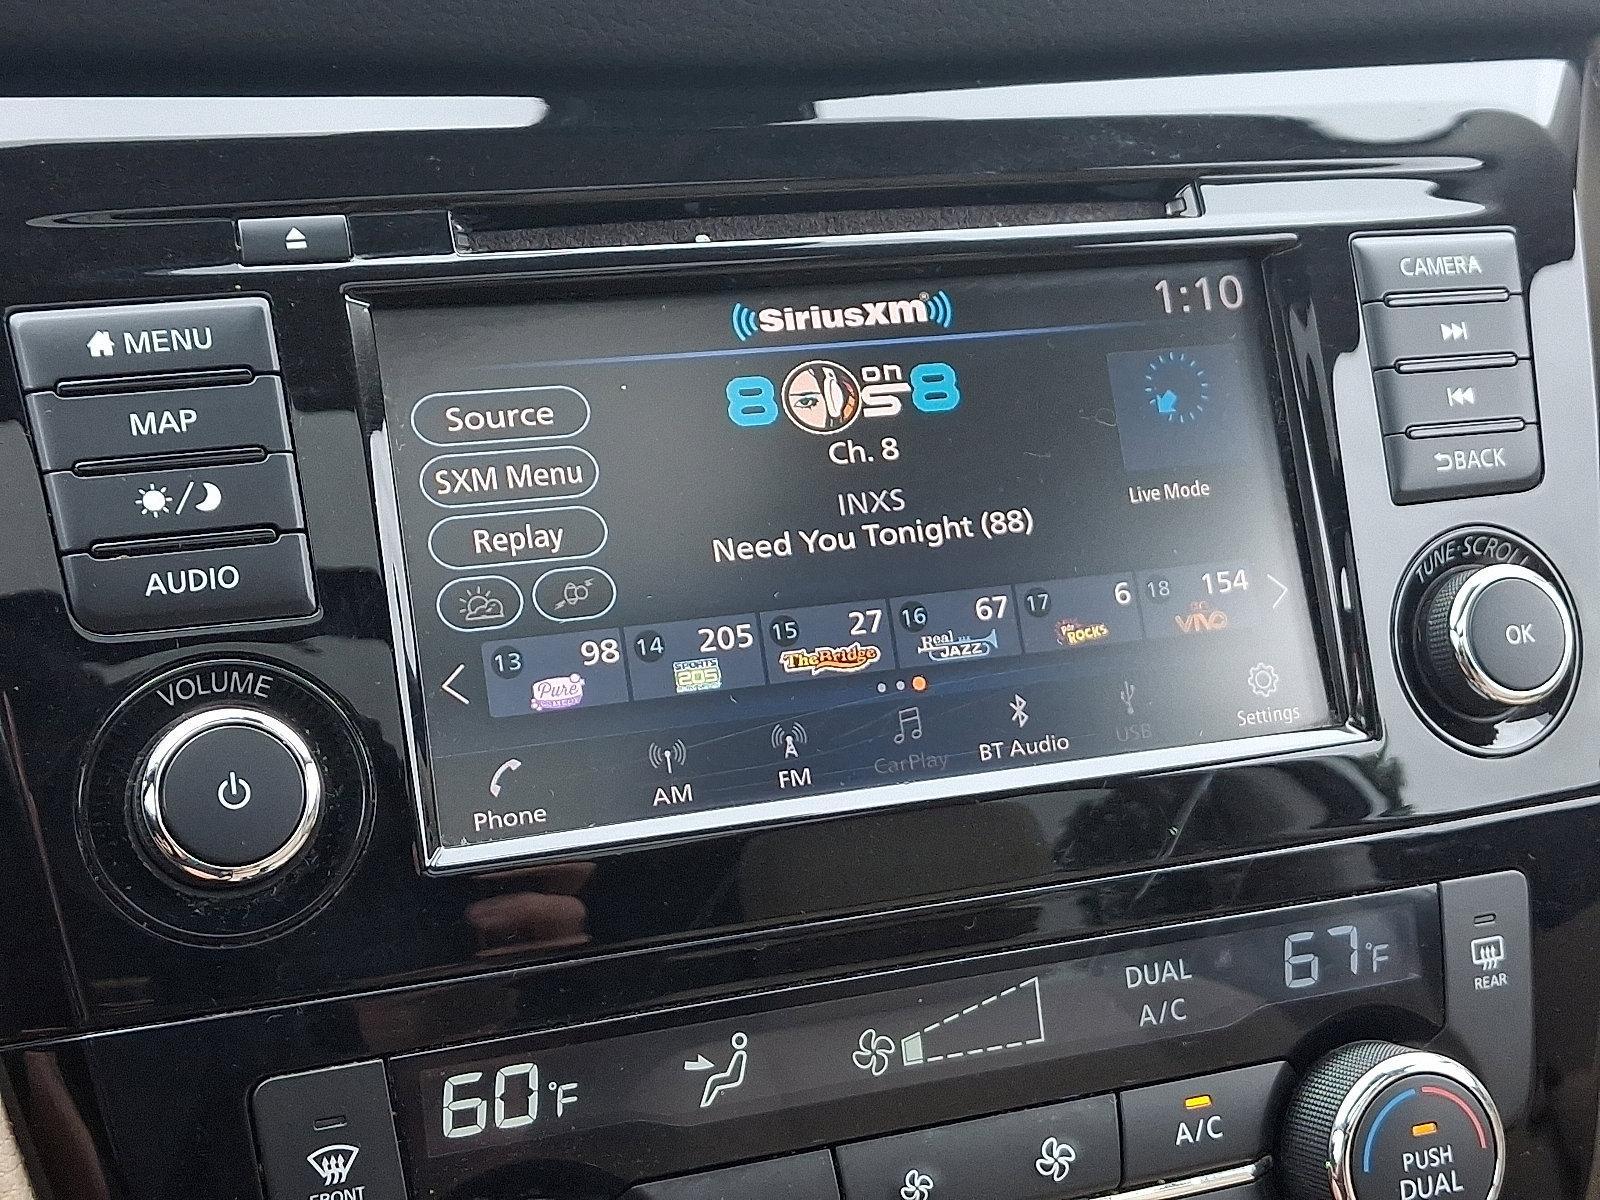 MENU
MAP
AUDIO
VOLUME
SiriusXm
1:10
8 on 8
Ch. 8
INXS
Need You Tonight (88)
Source
SXM Menu
Replay
Live Mode
13 98 14 205 15 27 16 67 17 6 18 154
Pure
SPORTS 205
The Bridge
Real JAZZ
ROCKS
VIVO
Phone
AM
FM
CarPlay
BT Audio
USB
Settings
CAMERA
BACK
TUNE·SCROLL
OK
60°F
DUAL
A/C
67°F
REAR
FRONT
A/C
PUSH
DUAL